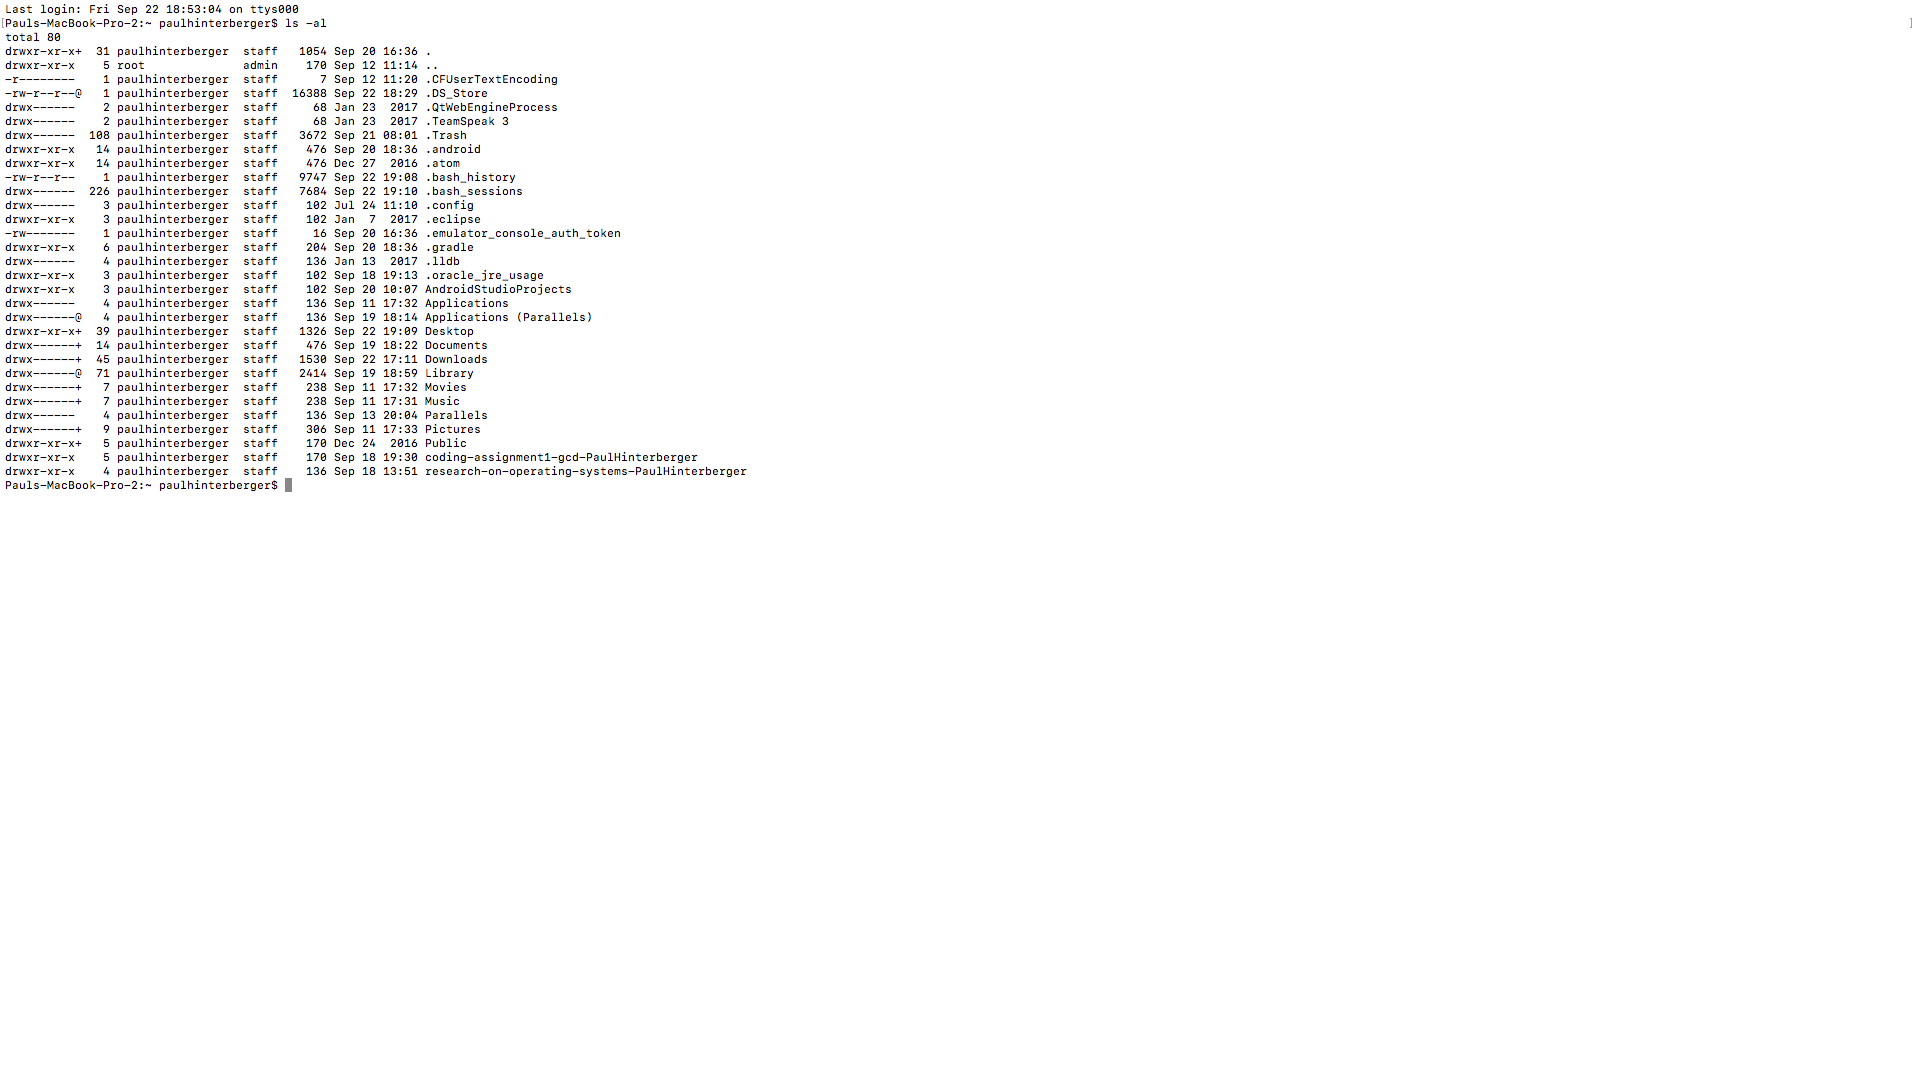 Last login: Fri Sep 22 18:53:04 on ttys000
[Pauls-MacBook-Pro-2:~ paulhinterberger$ ls -al ]
total 80
drwxr-xr-x+  31 paulhinterberger  staff   1054 Sep 20 16:36 .
drwxr-xr-x    5 root              admin    170 Sep 12 11:14 ..
-r--------    1 paulhinterberger  staff      7 Sep 12 11:20 .CFUserTextEncoding
-rw-r--r--@   1 paulhinterberger  staff  16388 Sep 22 18:29 .DS_Store
drwx------    2 paulhinterberger  staff     68 Jan 23  2017 .QtWebEngineProcess
drwx------    2 paulhinterberger  staff     68 Jan 23  2017 .TeamSpeak 3
drwx------  108 paulhinterberger  staff   3672 Sep 21 08:01 .Trash
drwxr-xr-x   14 paulhinterberger  staff    476 Sep 20 18:36 .android
drwxr-xr-x   14 paulhinterberger  staff    476 Dec 27  2016 .atom
-rw-r--r--    1 paulhinterberger  staff   9747 Sep 22 19:08 .bash_history
drwx------  226 paulhinterberger  staff   7684 Sep 22 19:10 .bash_sessions
drwx------    3 paulhinterberger  staff    102 Jul 24 11:10 .config
drwxr-xr-x    3 paulhinterberger  staff    102 Jan  7  2017 .eclipse
-rw-------    1 paulhinterberger  staff     16 Sep 20 16:36 .emulator_console_auth_token
drwxr-xr-x    6 paulhinterberger  staff    204 Sep 20 18:36 .gradle
drwx------    4 paulhinterberger  staff    136 Jan 13  2017 .lldb
drwxr-xr-x    3 paulhinterberger  staff    102 Sep 18 19:13 .oracle_jre_usage
drwxr-xr-x    3 paulhinterberger  staff    102 Sep 20 10:07 AndroidStudioProjects
drwx------    4 paulhinterberger  staff    136 Sep 11 17:32 Applications
drwx------@   4 paulhinterberger  staff    136 Sep 19 18:14 Applications (Parallels)
drwxr-xr-x+  39 paulhinterberger  staff   1326 Sep 22 19:09 Desktop
drwx------+  14 paulhinterberger  staff    476 Sep 19 18:22 Documents
drwx------+  45 paulhinterberger  staff   1530 Sep 22 17:11 Downloads
drwx------@  71 paulhinterberger  staff   2414 Sep 19 18:59 Library
drwx------+   7 paulhinterberger  staff    238 Sep 11 17:32 Movies
drwx------+   7 paulhinterberger  staff    238 Sep 11 17:31 Music
drwx------    4 paulhinterberger  staff    136 Sep 13 20:04 Parallels
drwx------+   9 paulhinterberger  staff    306 Sep 11 17:33 Pictures
drwxr-xr-x+   5 paulhinterberger  staff    170 Dec 24  2016 Public
drwxr-xr-x    5 paulhinterberger  staff    170 Sep 18 19:30 coding-assignment1-gcd-PaulHinterberger
drwxr-xr-x    4 paulhinterberger  staff    136 Sep 18 13:51 research-on-operating-systems-PaulHinterberger
Pauls-MacBook-Pro-2:~ paulhinterberger$